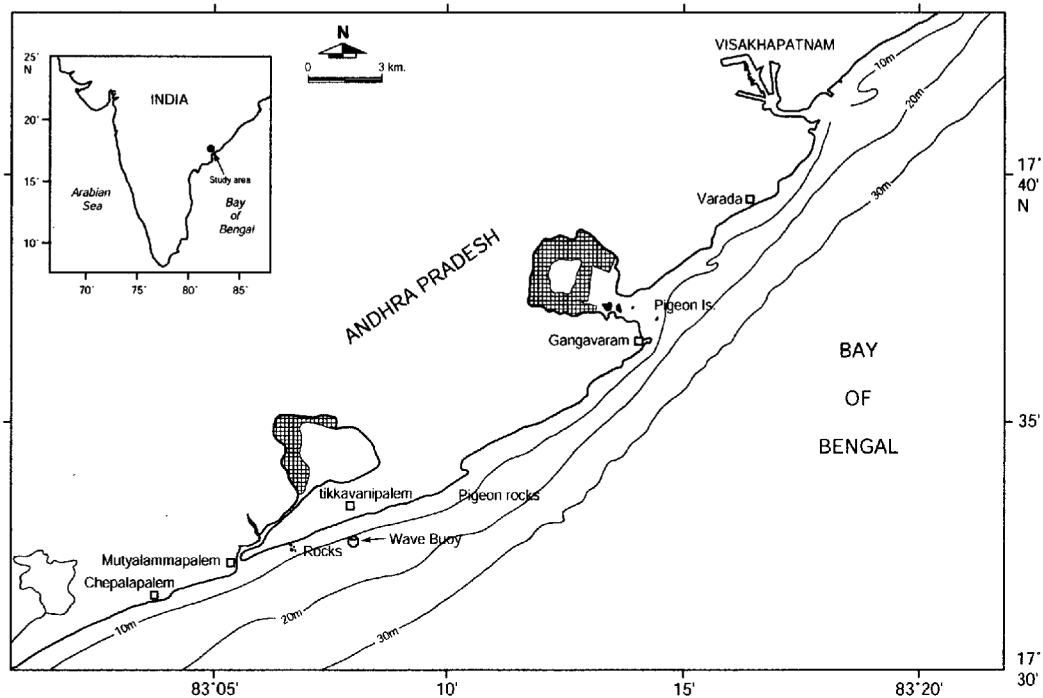 25'
N
20'
15'
10'
70'
75'
80'
85'
INDIA
Arabian
Sea
Study area
Bay
of
Bengal
N
0 3 km.
VISAKHAPATNAM
10m
20m
30m
17'
40'
N
Varada
ANDHRA PRADESH
Pigeon Is.
Gangavaram
BAY
OF
BENGAL
35'
tikkavanipalem
Pigeon rocks
Wave Buoy
Rocks
Mutyalammapalem
Chepalapalem
10m
20m
30m
17°
30'
83°05'
10'
15'
83°20'